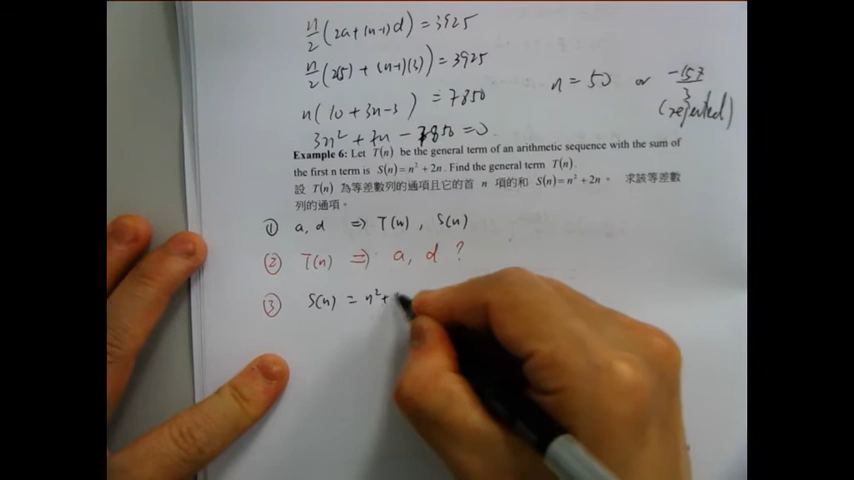 n/2 (2a + (n-1)d) = 3925
n/2 (2(5) + (n-1)(3)) = 3925
n(10 + 3n-3) = 7850
n = 50 or -157/3
(rejected)
3n² + 7n - 7850 = 0
Example 6: Let T(n) be the general term of an arithmetic sequence with the sum of
the first n term is S(n) = n² + 2n. Find the general term T(n).
設 T(n) 為等差數列的通項且它的首 n 項的和 S(n) = n² + 2n。 求該等差數
列的通項。
① a, d ⇒ T(n), S(n)
② T(n) ⇒ a, d ?
③ S(n) = n² +